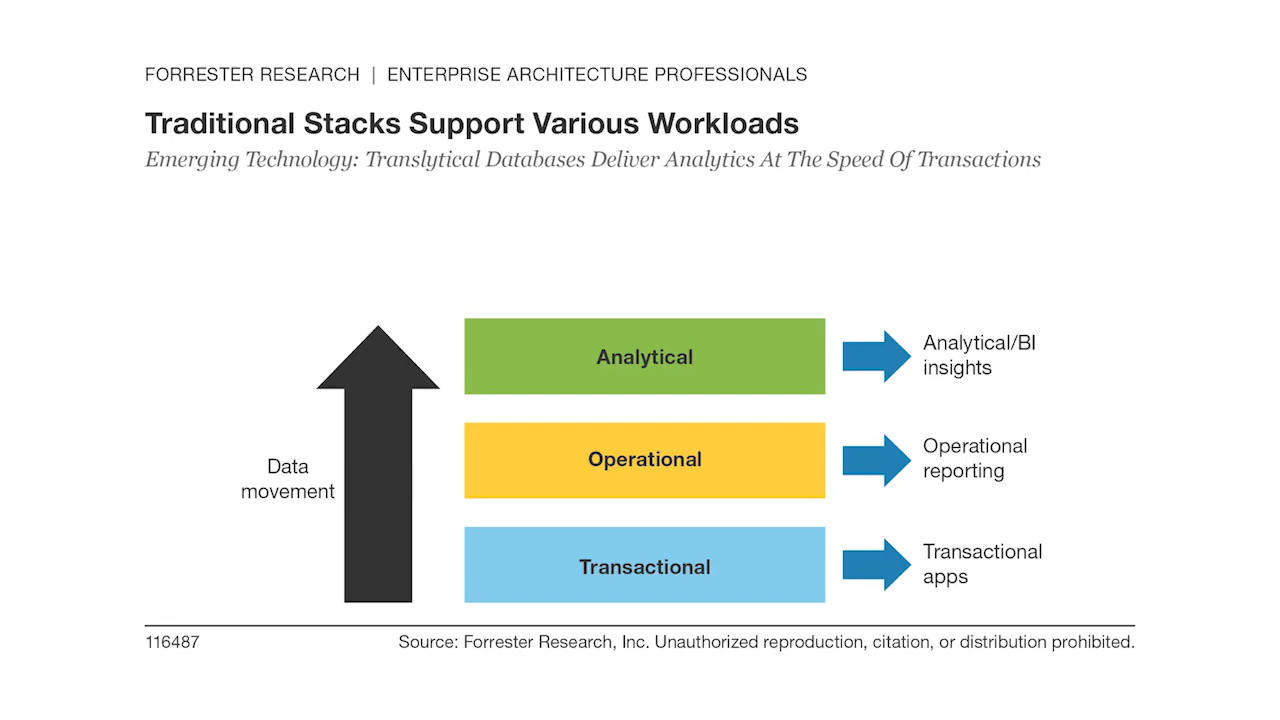 FORRESTER RESEARCH | ENTERPRISE ARCHITECTURE PROFESSIONALS
Traditional Stacks Support Various Workloads
Emerging Technology: Translytical Databases Deliver Analytics At The Speed Of Transactions
Data
movement
Analytical
Analytical/BI
insights
Operational
Operational
reporting
Transactional
Transactional
apps
116487
Source: Forrester Research, Inc. Unauthorized reproduction, citation, or distribution prohibited.